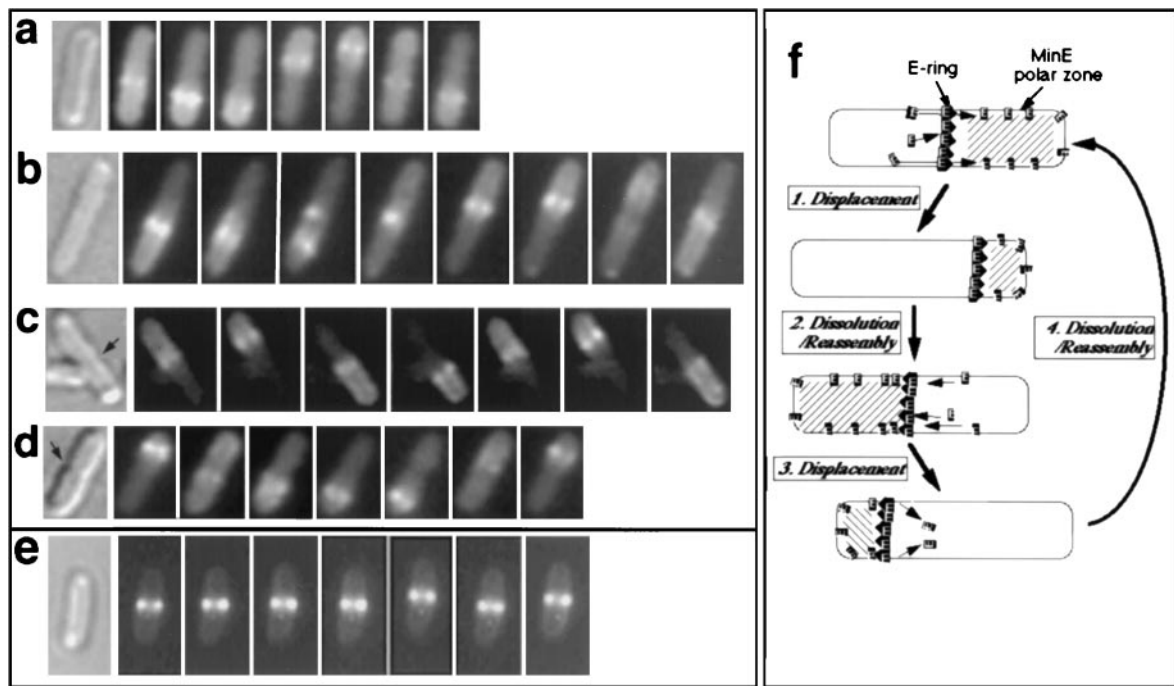 a
b
c
d
e
f
E-ring
MinE
polar zone
1. Displacement
2. Dissolution
/Reassembly
4. Dissolution
/Reassembly
3. Displacement